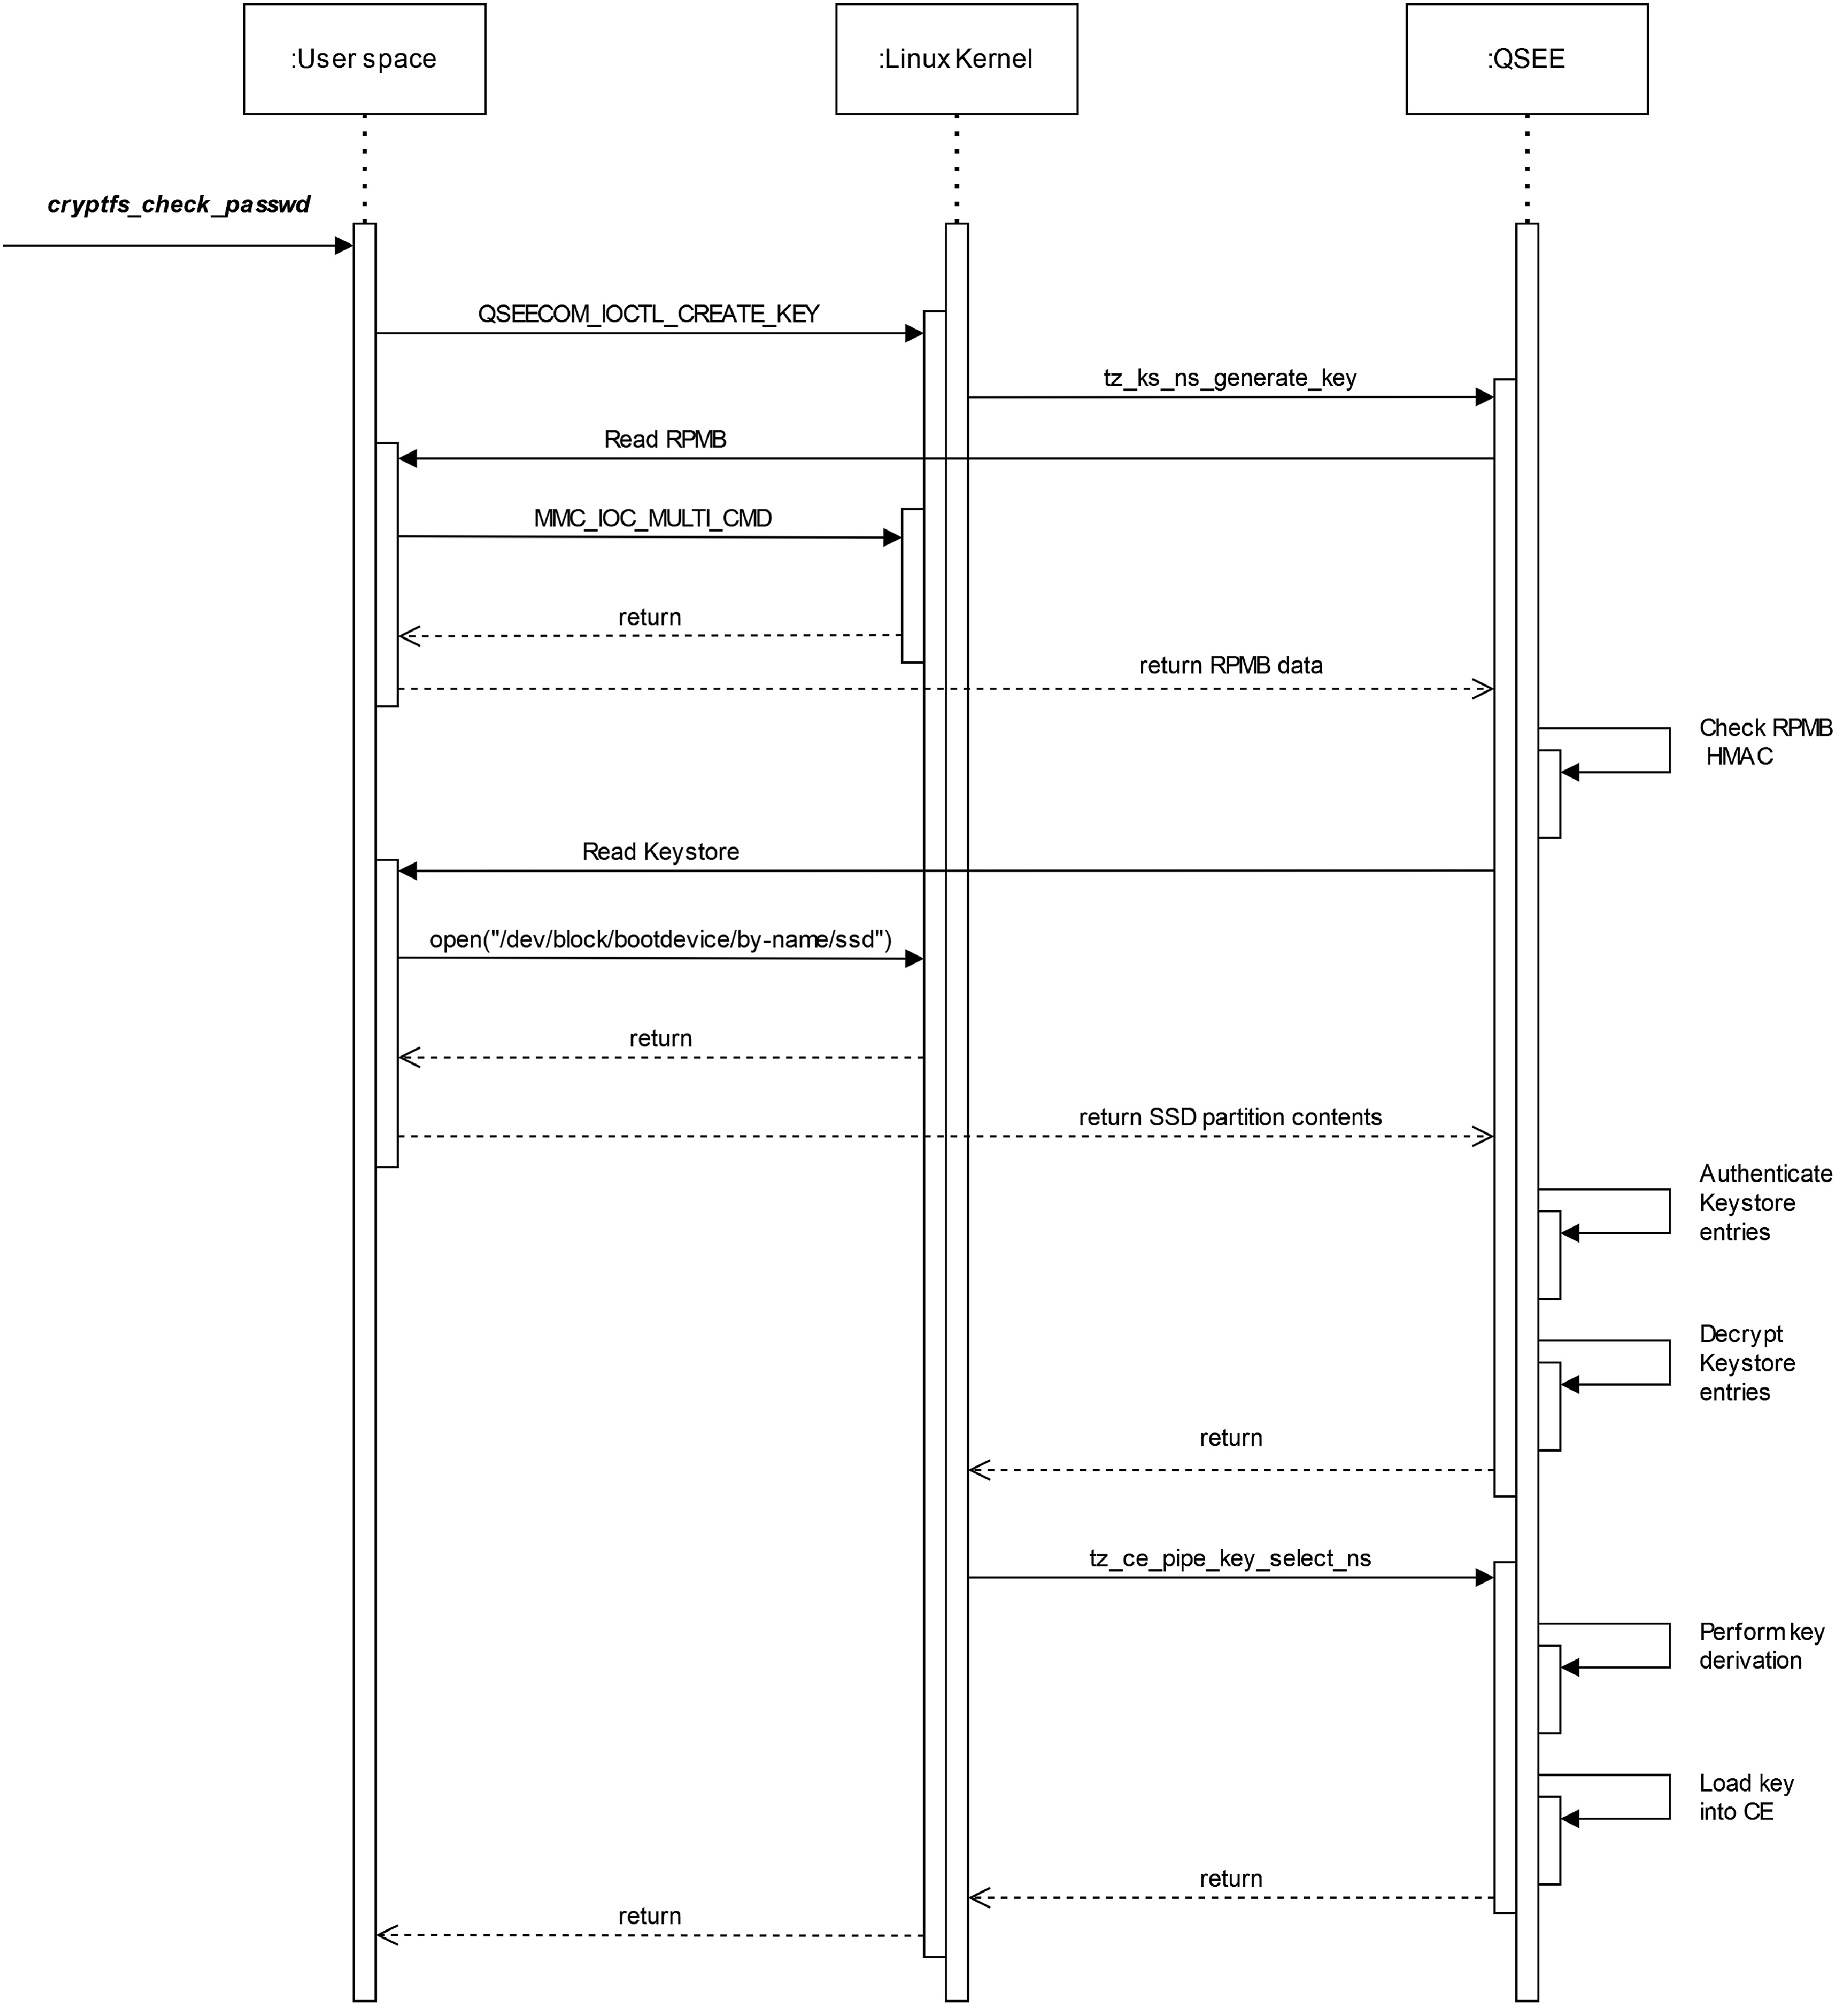 :User space
:Linux Kernel
:QSEE
cryptfs_check_passwd
QSEECOM_IOCTL_CREATE_KEY
tz_ks_ns_generate_key
Read RPMB
MMC_IOC_MULTI_CMD
return
return RPMB data
Check RPMB
HMAC
Read Keystore
open("/dev/block/bootdevice/by-name/ssd")
return
return SSD partition contents
Authenticate
Keystore
entries
Decrypt
Keystore
entries
return
tz_ce_pipe_key_select_ns
Perform key
derivation
Load key
into CE
return
return